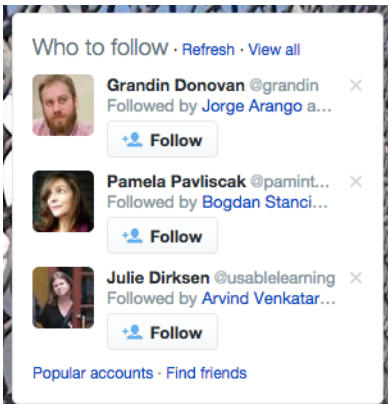 Who to follow · Refresh · View all
Grandin Donovan @grandin
Followed by Jorge Arango a...
Follow
Pamela Pavliscak @pamint...
Followed by Bogdan Stanci...
Follow
Julie Dirksen @usablelearning
Followed by Arvind Venkatar...
Follow
Popular accounts · Find friends